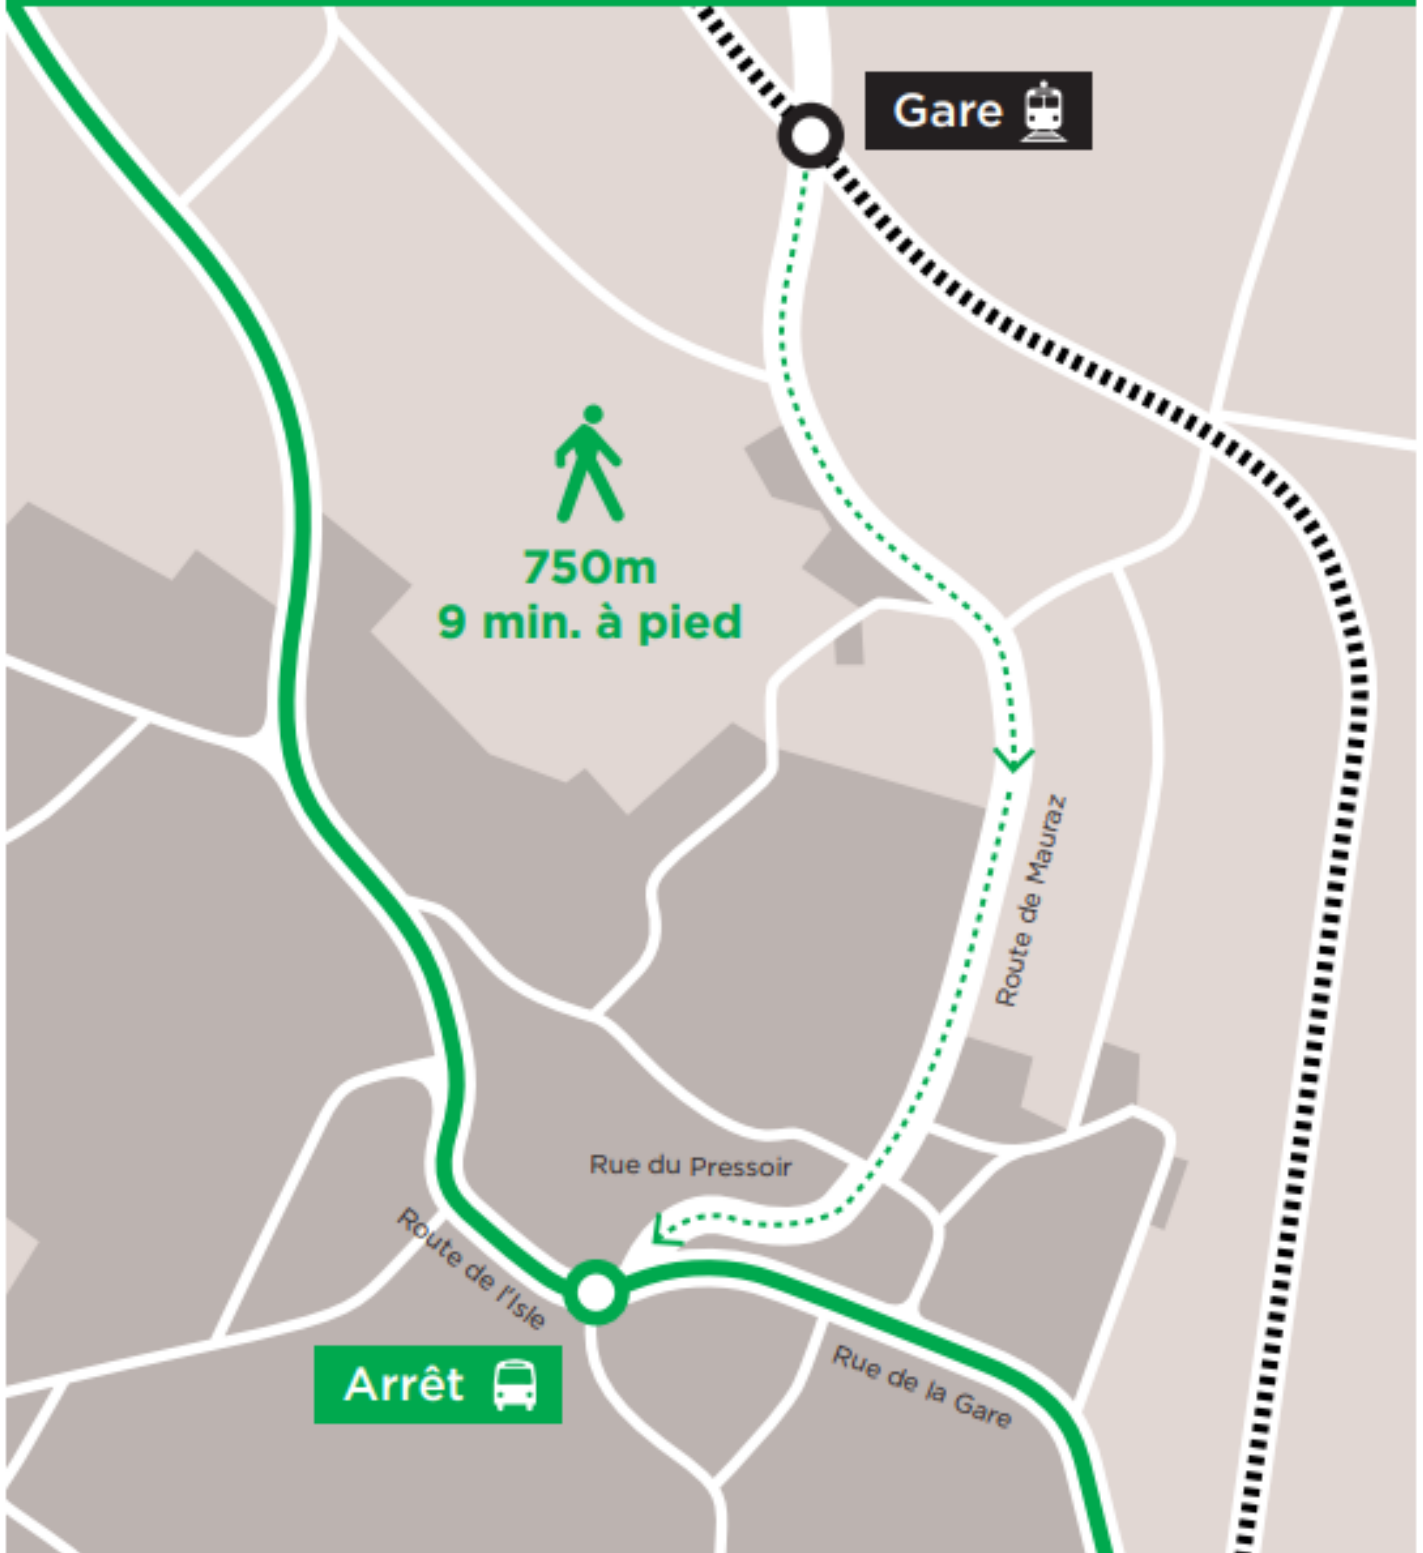 Gare
750m
9 min. à pied
Route de Mauraz
Rue du Pressoir
Route de l'Isle
Arrêt
Rue de la Gare